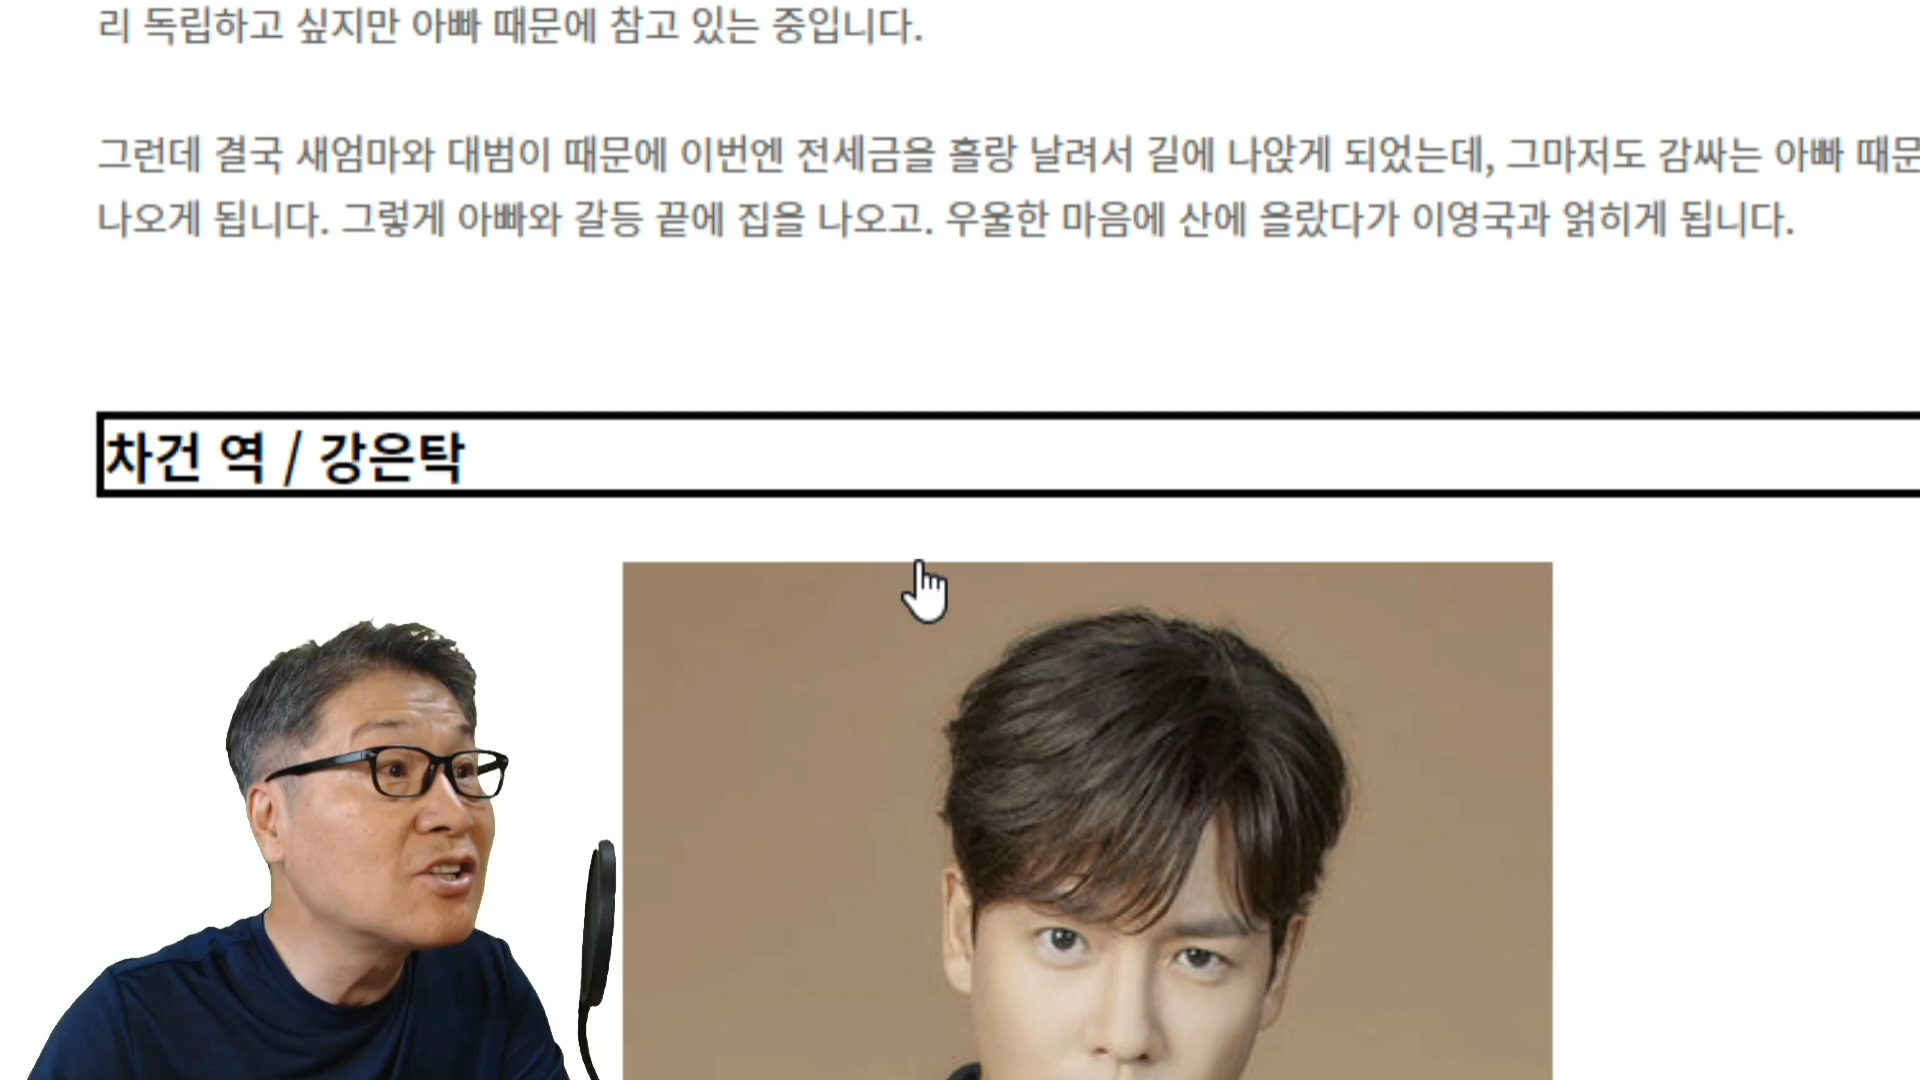 리 독립하고 싶지만 아빠 때문에 참고 있는 중입니다.
그런데 결국 새엄마와 대범이 때문에 이번엔 전세금을 홀랑 날려서 길에 나앉게 되었는데, 그마저도 감싸는 아빠 때문
나오게 됩니다. 그렇게 아빠와 갈등 끝에 집을 나오고. 우울한 마음에 산에 올랐다가 이영국과 얽히게 됩니다.
차건 역 / 강은탁